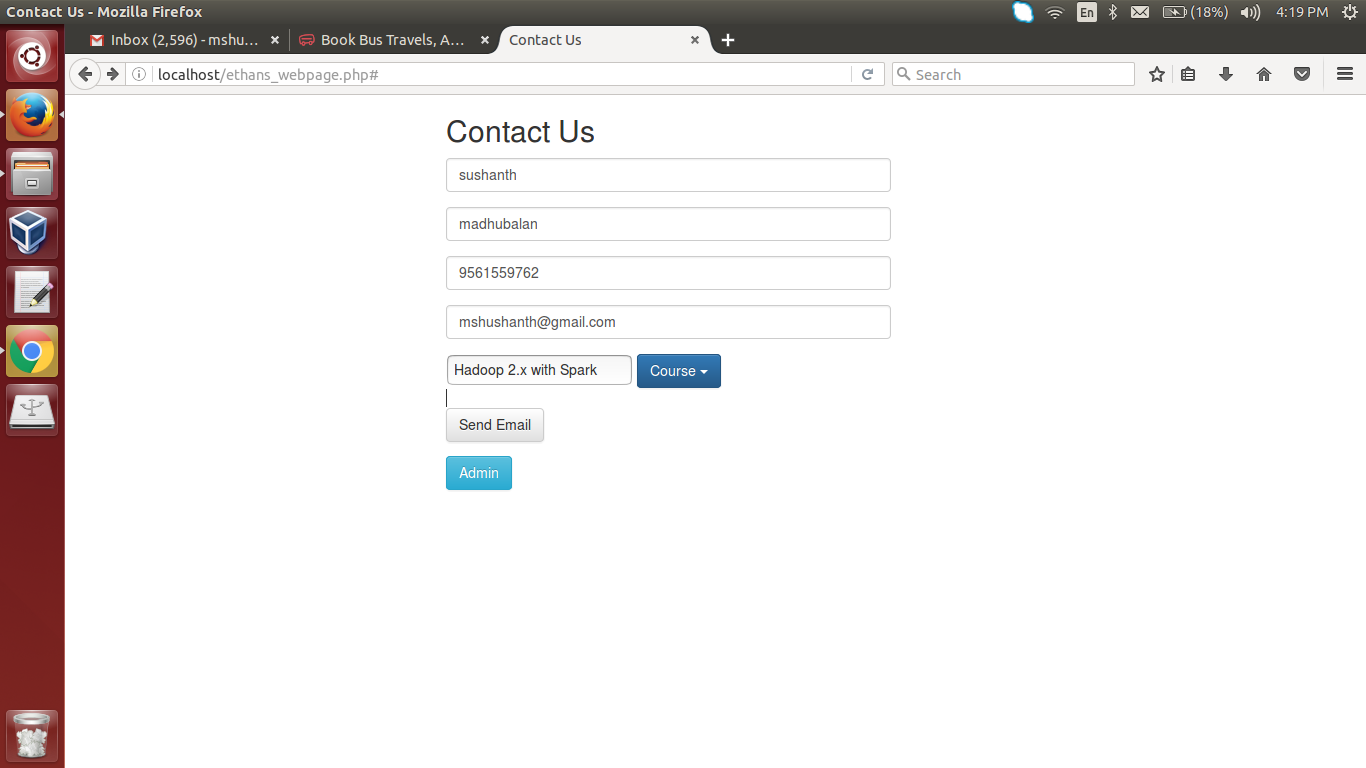 Contact Us - Mozilla Firefox
En
(18%)
4:19 PM
Inbox (2,596) - mshu...
Book Bus Travels, A...
Contact Us
localhost/ethans_webpage.php#
Search
Contact Us
sushanth
madhubalan
9561559762
mshushanth@gmail.com
Hadoop 2.x with Spark
Course
Send Email
Admin